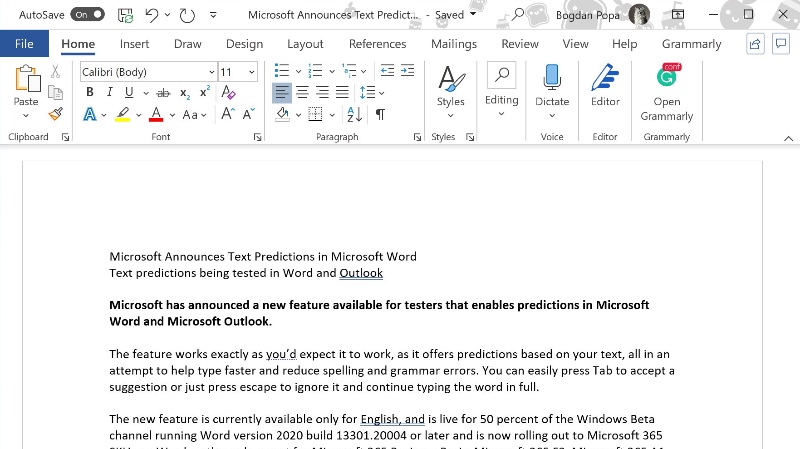 AutoSave On Microsoft Announces Text Predict... - Saved Bogdan Popa
File Home Insert Draw Design Layout References Mailings Review View Help Grammarly
Calibri (Body) 11
B I U ab x₂ x²
A A Aa A A
Paste Styles Editing Dictate Editor Open Grammarly
Clipboard Font Paragraph Styles Voice Editor Grammarly
Microsoft Announces Text Predictions in Microsoft Word
Text predictions being tested in Word and Outlook
Microsoft has announced a new feature available for testers that enables predictions in Microsoft
Word and Microsoft Outlook.
The feature works exactly as you'd expect it to work, as it offers predictions based on your text, all in an
attempt to help type faster and reduce spelling and grammar errors. You can easily press Tab to accept a
suggestion or just press escape to ignore it and continue typing the word in full.
The new feature is currently available only for English, and is live for 50 percent of the Windows Beta
channel running Word version 2020 build 13301.20004 or later and is now rolling out to Microsoft 365